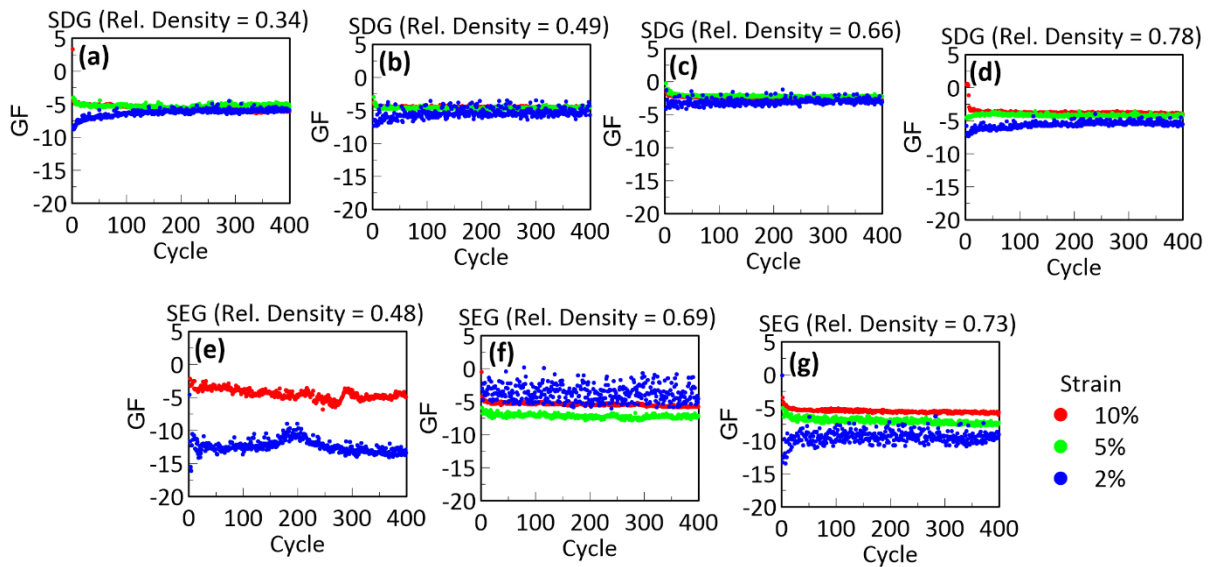 SDG (Rel. Density = 0.34)
(a)
5
0
-5
-10
-15
-20
GF
0 100 200 300 400
Cycle
SDG (Rel. Density = 0.49)
(b)
5
0
-5
-10
-15
-20
GF
0 100 200 300 400
Cycle
SDG (Rel. Density = 0.66)
(c)
5
0
-5
-10
-15
-20
GF
0 100 200 300 400
Cycle
SDG (Rel. Density = 0.78)
(d)
5
0
-5
-10
-15
-20
GF
0 100 200 300 400
Cycle
SEG (Rel. Density = 0.48)
(e)
5
0
-5
-10
-15
-20
GF
0 100 200 300 400
Cycle
SEG (Rel. Density = 0.69)
(f)
5
0
-5
-10
-15
-20
GF
0 100 200 300 400
Cycle
SEG (Rel. Density = 0.73)
(g)
5
0
-5
-10
-15
-20
GF
0 100 200 300 400
Cycle
Strain
10%
5%
2%